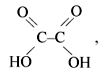 O O
C–C ,
HO OH